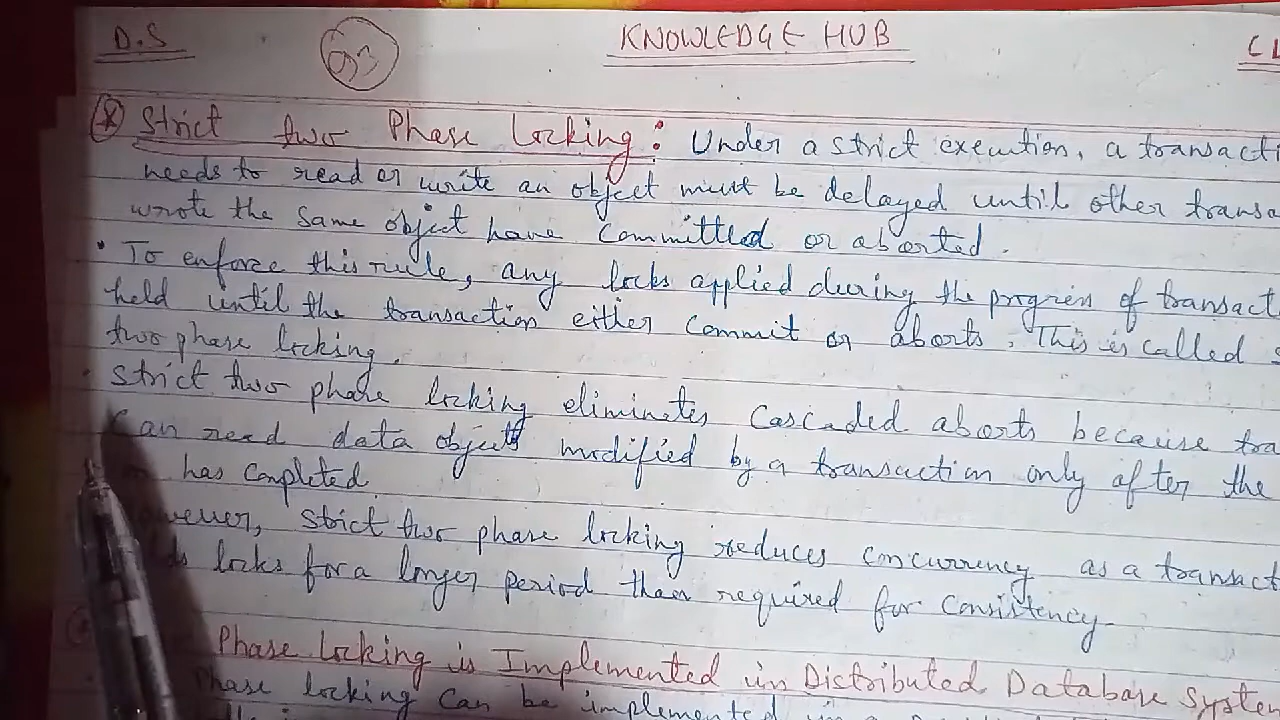 D.S KNOWLEDGE HUB
Strict two Phase locking: Under a strict execution, a transacti
needs to read or write an object must be delayed until other transa
wrote the same object have committed or aborted.
• To enforce this rule, any locks applied during the progress of transact
held until the transaction either commit or aborts. This is called s
two phase locking.
• Strict two phase locking eliminates cascaded aborts because tra
can read data objects modified by a transaction only after the
has completed
strict two phase locking reduces concurrency as a transact
locks for a longer period than required for consistency
Phase locking is Implemented in Distributed Database System
Phase locking can be implemented in a